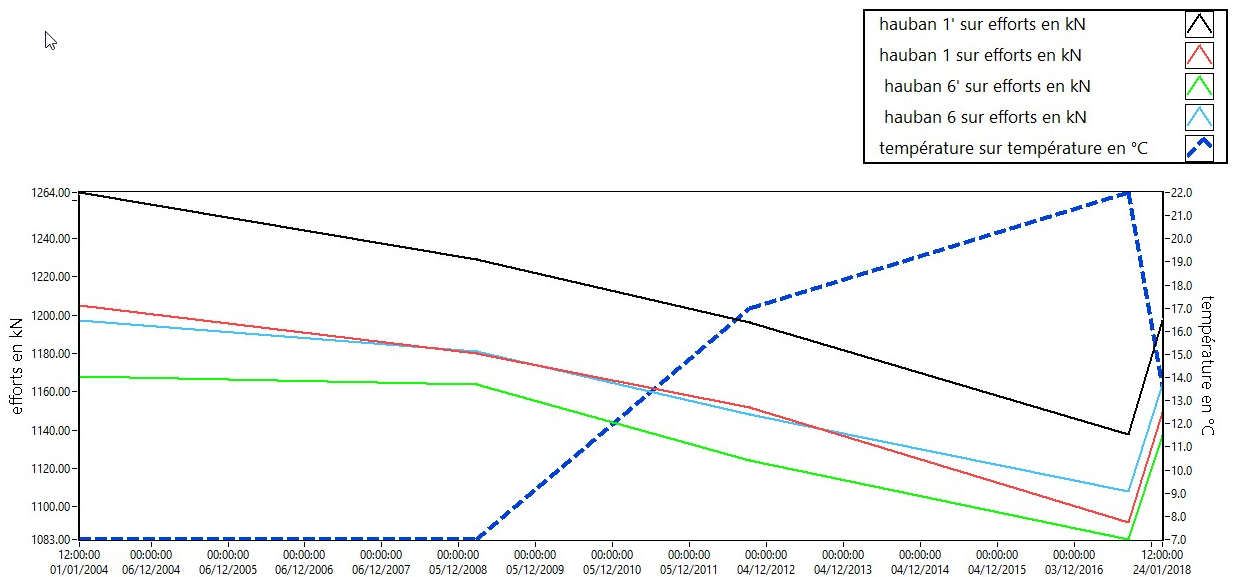 hauban 1' sur efforts en kN
hauban 1 sur efforts en kN
hauban 6' sur efforts en kN
hauban 6 sur efforts en kN
température sur température en °C
1264.00
1240.00
1220.00
1200.00
1180.00
1160.00
1140.00
1120.00
1100.00
1083.00
efforts en kN
22.0
21.0
20.0
19.0
18.0
17.0
16.0
15.0
14.0
13.0
12.0
11.0
10.0
9.0
8.0
7.0
température en °C
12:00:00 00:00:00 00:00:00 00:00:00 00:00:00 00:00:00 00:00:00 00:00:00 00:00:00 00:00:00 00:00:00 00:00:00 00:00:00 00:00:00 12:00:00
01/01/2004 06/12/2004 06/12/2005 06/12/2006 06/12/2007 05/12/2008 05/12/2009 05/12/2010 05/12/2011 04/12/2012 04/12/2013 04/12/2014 04/12/2015 03/12/2016 24/01/2018